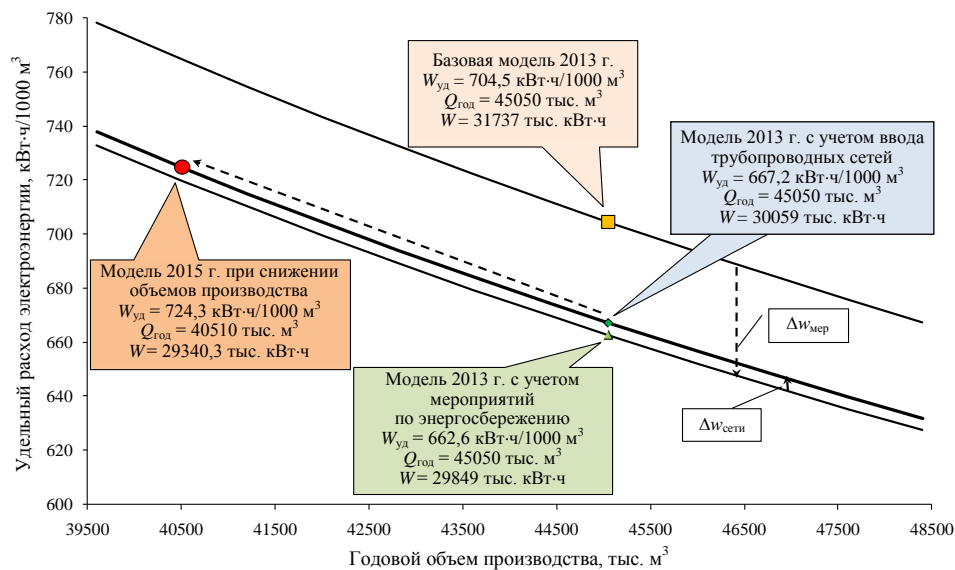 780
760
740
720
700
680
660
640
620
600
Удельный расход электроэнергии, кВт·ч/1000 м³
Базовая модель 2013 г.
Wуд = 704,5 кВт·ч/1000 м³
Qгод = 45050 тыс. м³
W = 31737 тыс. кВт·ч
Модель 2013 г. с учетом ввода
трубопроводных сетей
Wуд = 667,2 кВт·ч/1000 м³
Qгод = 45050 тыс. м³
W = 30059 тыс. кВт·ч
Модель 2015 г. при снижении
объемов производства
Wуд = 724,3 кВт·ч/1000 м³
Qгод = 40510 тыс. м³
W = 29340,3 тыс. кВт·ч
Δwмер
Модель 2013 г. с учетом
мероприятий
по энергосбережению
Wуд = 662,6 кВт·ч/1000 м³
Qгод = 45050 тыс. м³
W = 29849 тыс. кВт·ч
Δwсети
39500 40500 41500 42500 43500 44500 45500 46500 47500 48500
Годовой объем производства, тыс. м³